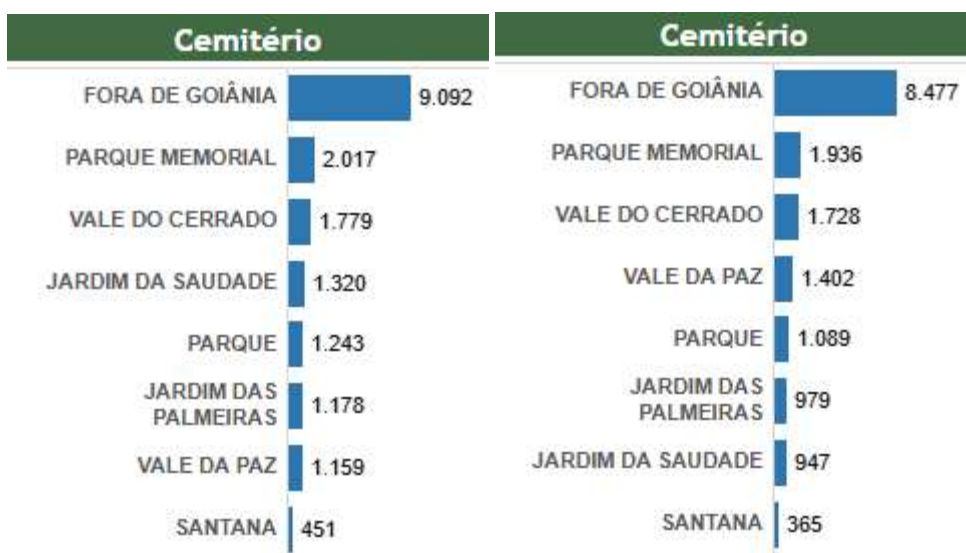 Cemitério
FORA DE GOIÂNIA 9.092
PARQUE MEMORIAL 2.017
VALE DO CERRADO 1.779
JARDIM DA SAUDADE 1.320
PARQUE 1.243
JARDIM DAS
PALMEIRAS 1.178
VALE DA PAZ 1.159
SANTANA 451
Cemitério
FORA DE GOIÂNIA 8.477
PARQUE MEMORIAL 1.936
VALE DO CERRADO 1.728
VALE DA PAZ 1.402
PARQUE 1.089
JARDIM DAS
PALMEIRAS 979
JARDIM DA SAUDADE 947
SANTANA 365